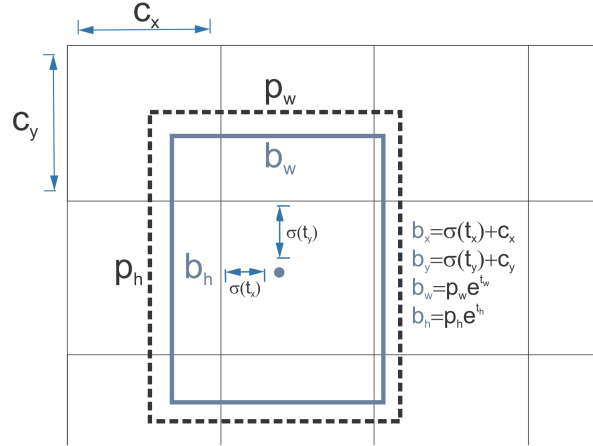 c_x
p_w
c_y
b_w
σ(t_y)
b_x=σ(t_x)+c_x
p_h
b_h
b_y=σ(t_y)+c_y
σ(t_x)
b_w=p_we^{t_w}
b_h=p_he^{t_h}